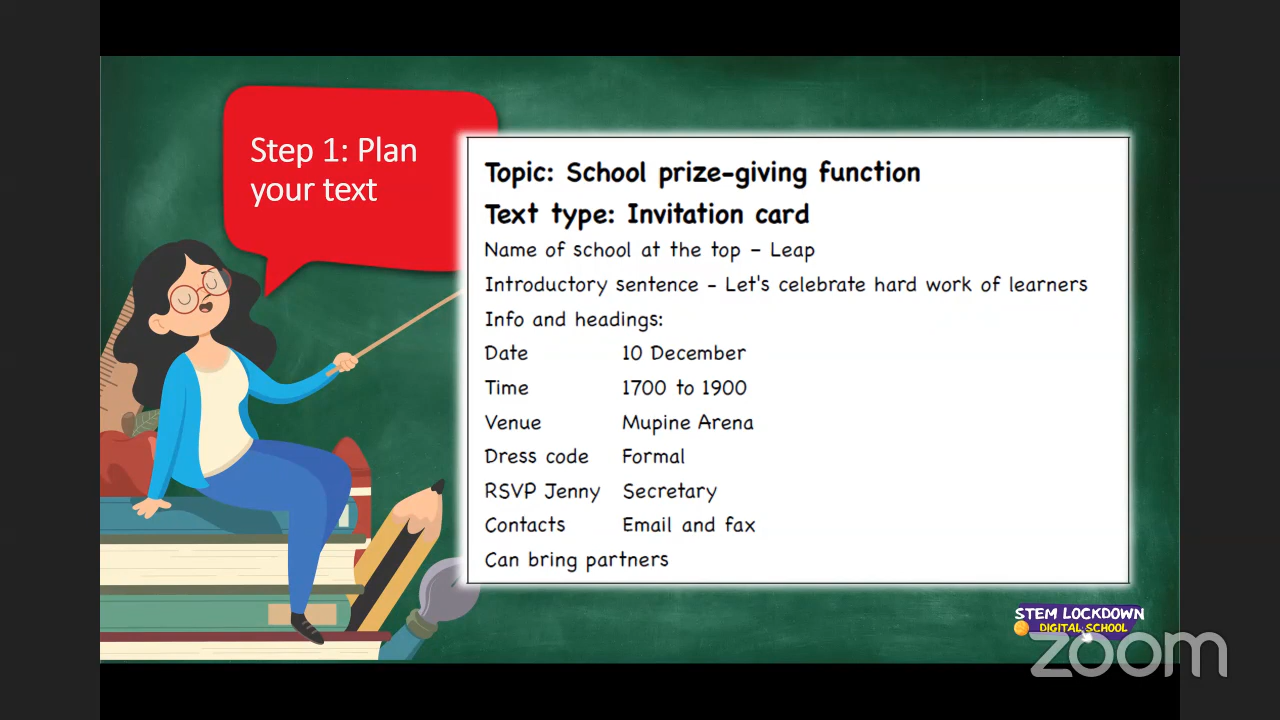 Step 1: Plan
your text
Topic: School prize-giving function
Text type: Invitation card
Name of school at the top – Leap
Introductory sentence - Let's celebrate hard work of learners
Info and headings:
Date 10 December
Time 1700 to 1900
Venue Mupine Arena
Dress code Formal
RSVP Jenny Secretary
Contacts Email and fax
Can bring partners
STEM LOCKDOWN
DIGITAL SCHOOL
zoom